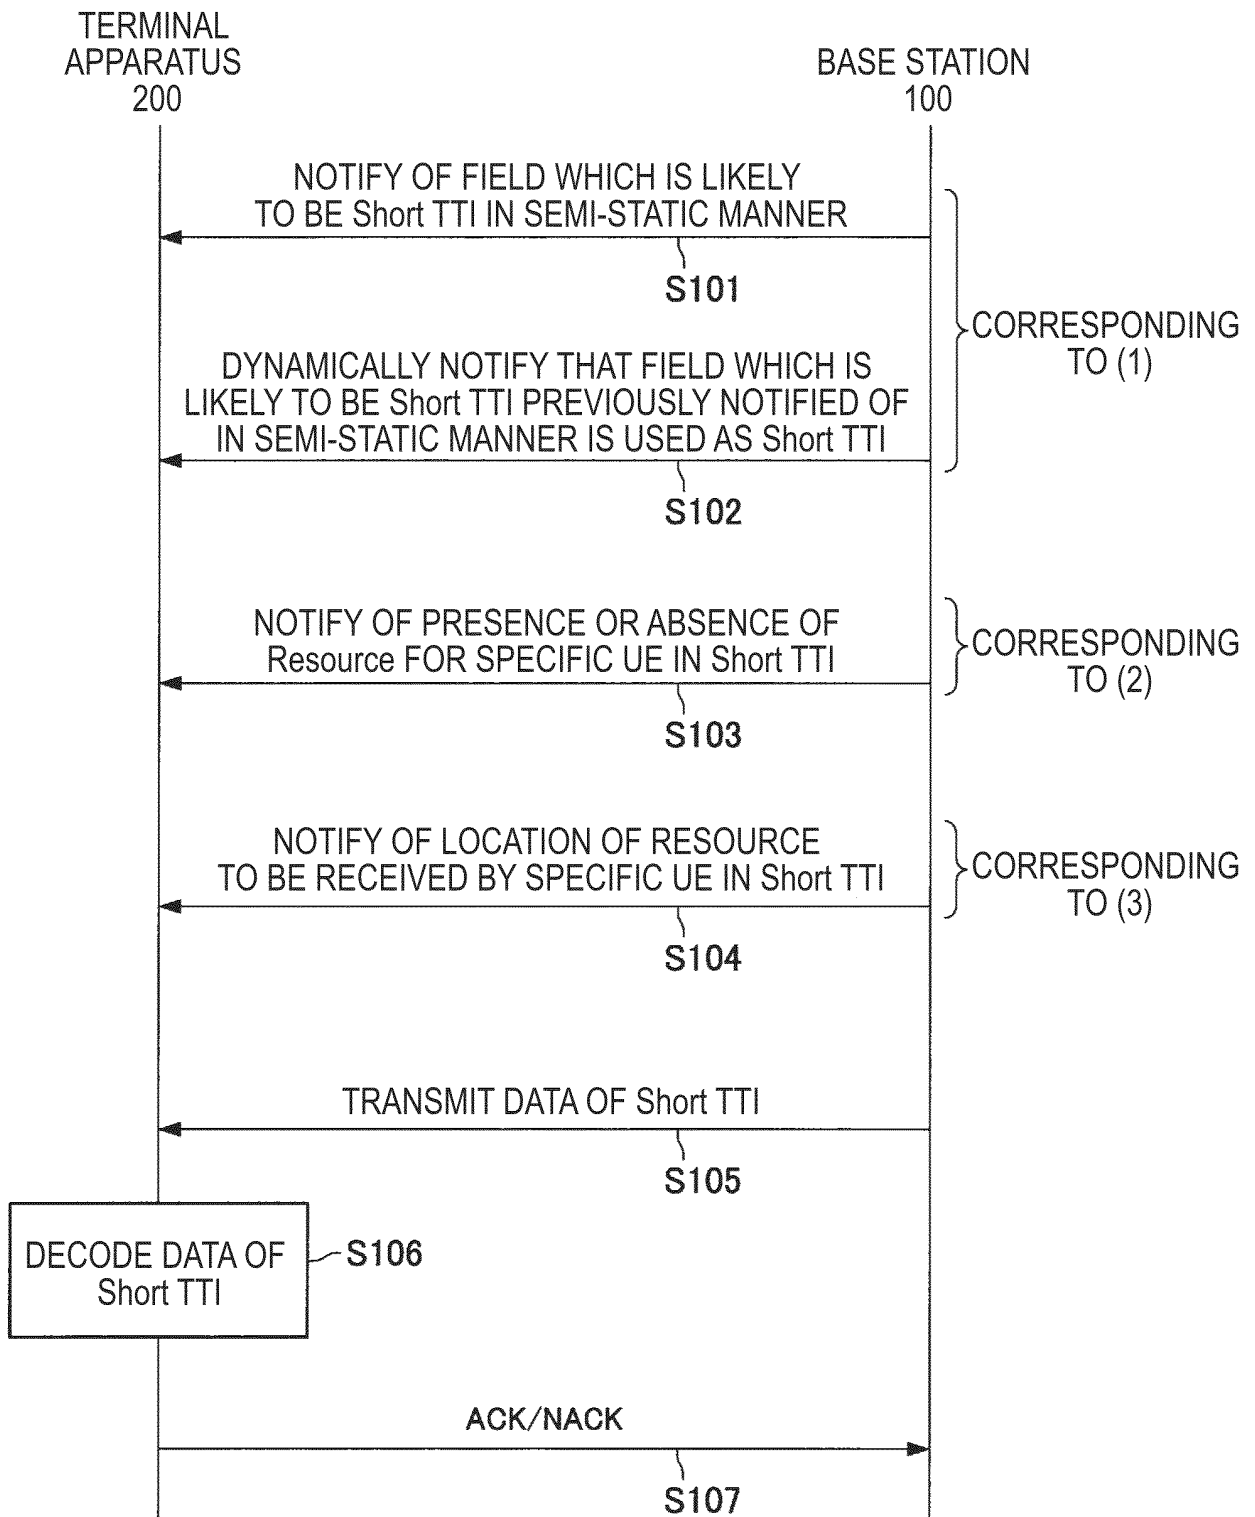 TERMINAL
APPARATUS
200
BASE STATION
100
NOTIFY OF FIELD WHICH IS LIKELY
TO BE Short TTI IN SEMI-STATIC MANNER
S101
DYNAMICALLY NOTIFY THAT FIELD WHICH IS
LIKELY TO BE Short TTI PREVIOUSLY NOTIFIED OF
IN SEMI-STATIC MANNER IS USED AS Short TTI
S102
CORRESPONDING
TO (1)
NOTIFY OF PRESENCE OR ABSENCE OF
Resource FOR SPECIFIC UE IN Short TTI
S103
CORRESPONDING
TO (2)
NOTIFY OF LOCATION OF RESOURCE
TO BE RECEIVED BY SPECIFIC UE IN Short TTI
S104
CORRESPONDING
TO (3)
TRANSMIT DATA OF Short TTI
S105
DECODE DATA OF
Short TTI
S106
ACK/NACK
S107